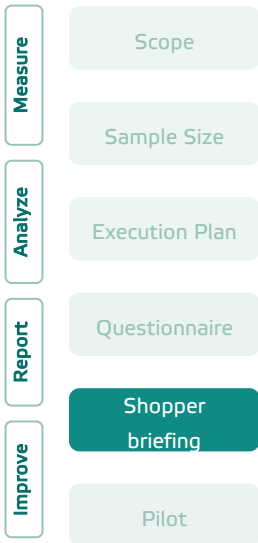 Measure
Analyze
Report
Improve
Scope
Sample Size
Execution Plan
Questionnaire
Shopper
briefing
Pilot